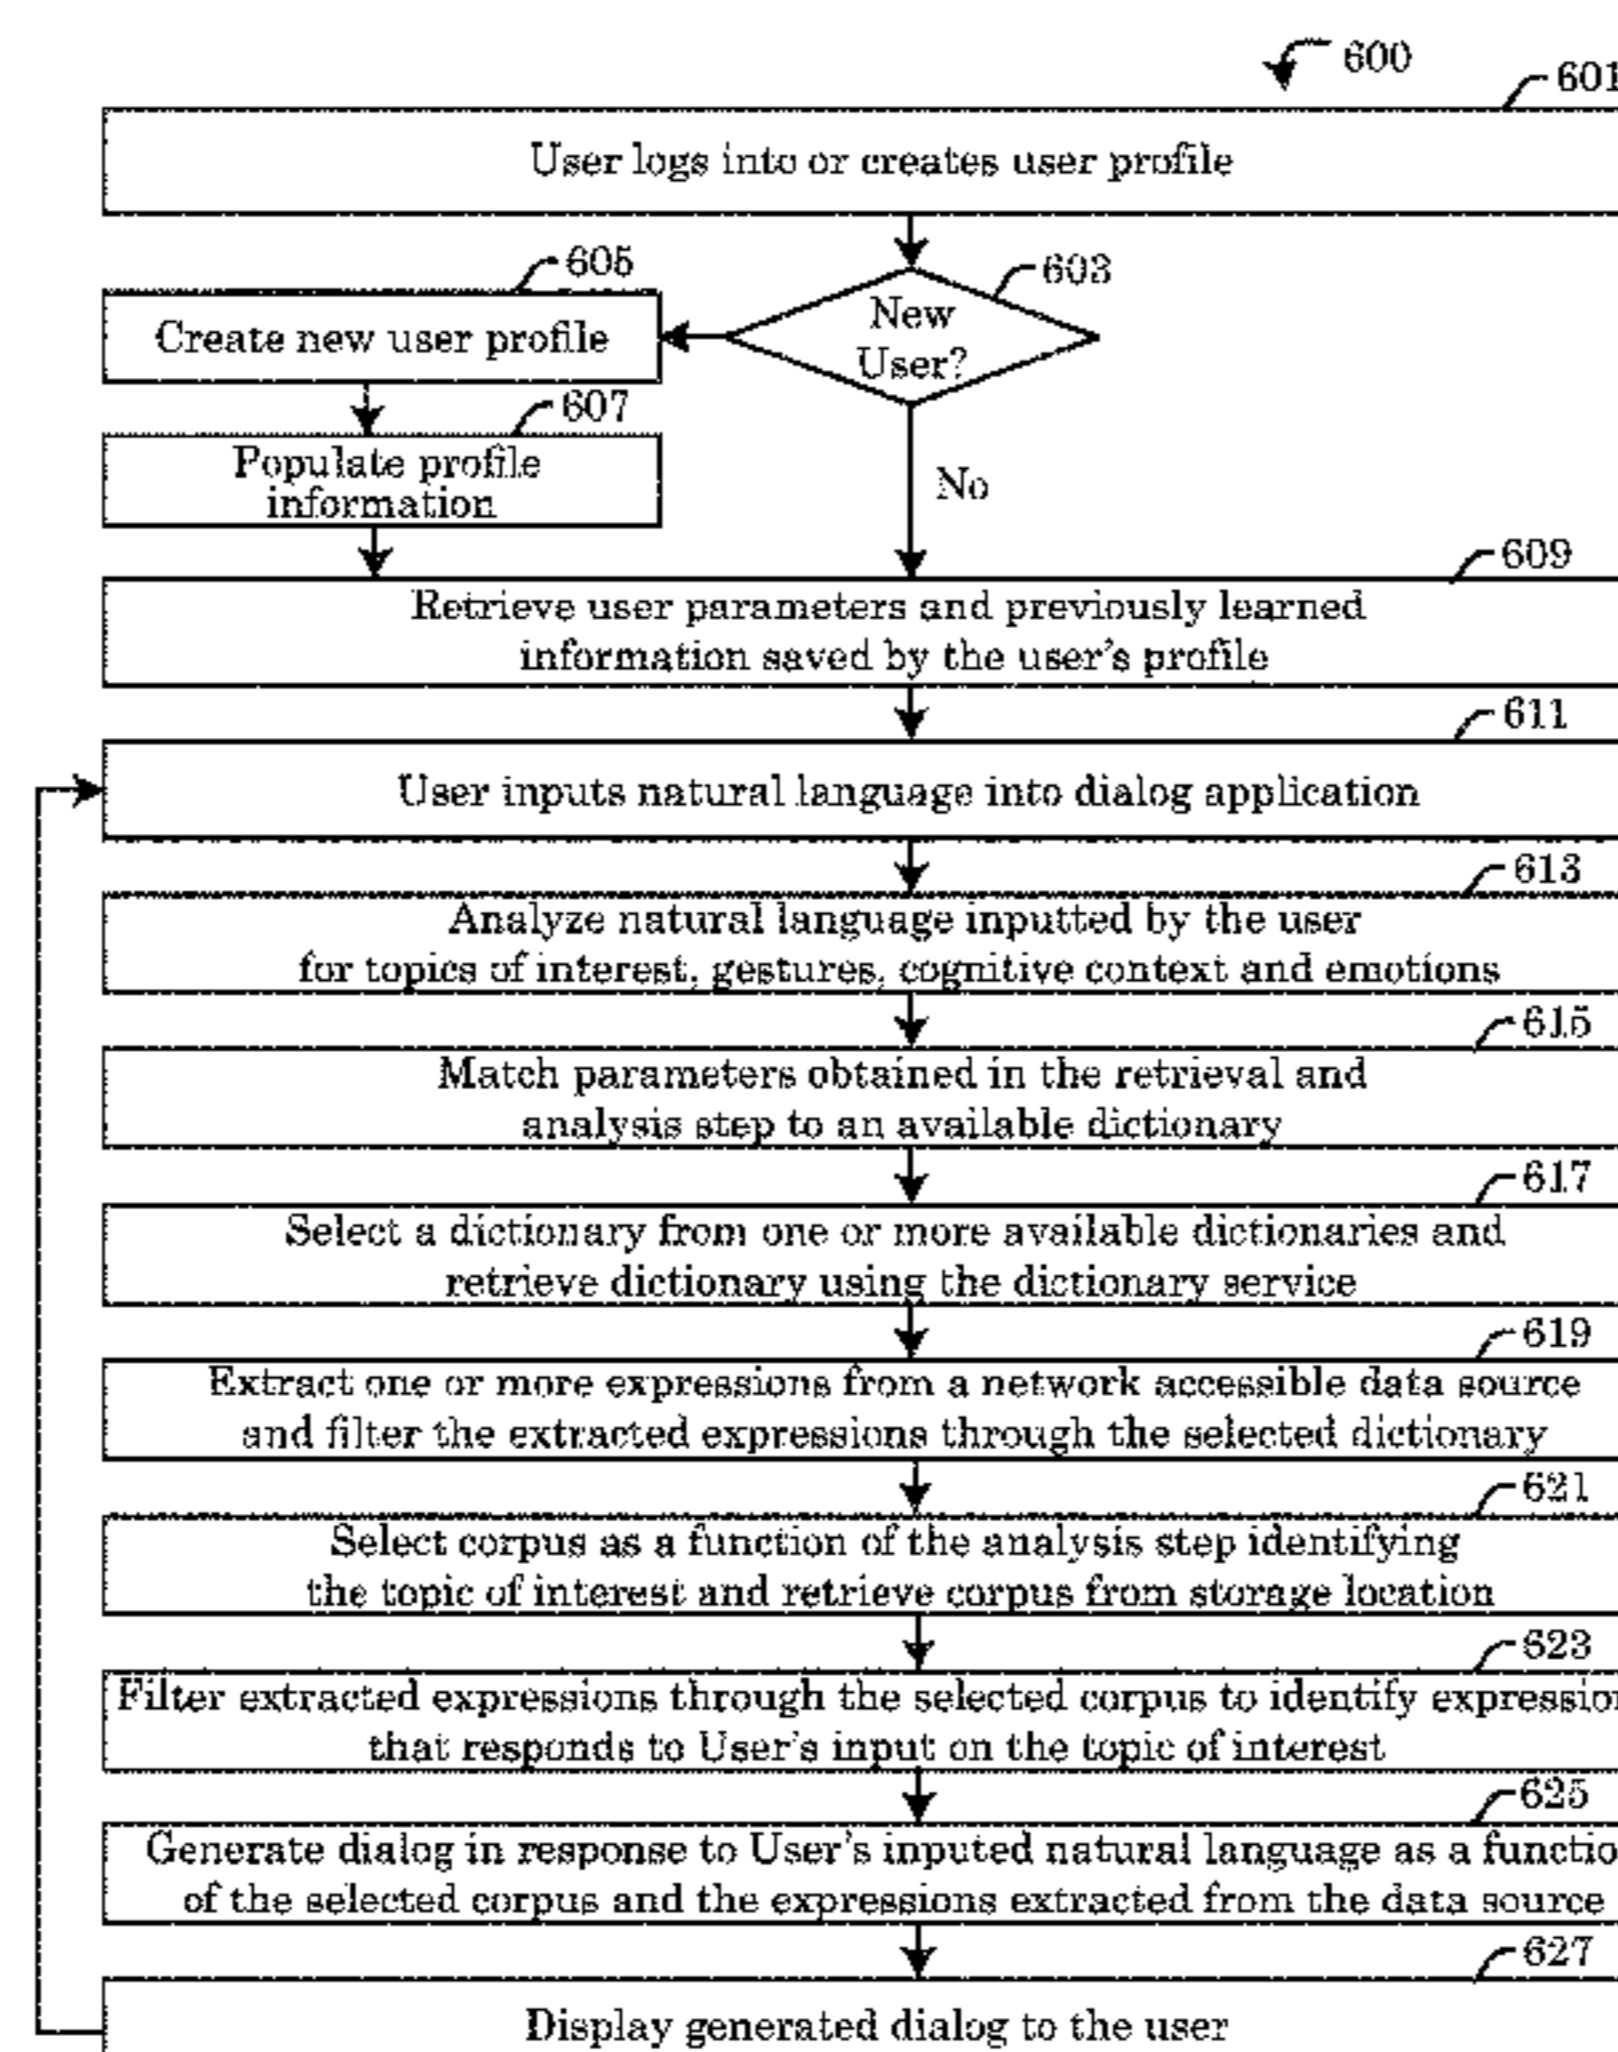 600
601
User logs into or creates user profile
605
603
New
User?
Create new user profile
607
Populate profile
information
No
609
Retrieve user parameters and previously learned
information saved by the user's profile
611
User inputs natural language into dialog application
613
Analyze natural language inputted by the user
for topics of interest, gestures, cognitive context and emotions
615
Match parameters obtained in the retrieval and
analysis step to an available dictionary
617
Select a dictionary from one or more available dictionaries and
retrieve dictionary using the dictionary service
619
Extract one or more expressions from a network accessible data source
and filter the extracted expressions through the selected dictionary
621
Select corpus as a function of the analysis step identifying
the topic of interest and retrieve corpus from storage location
623
Filter extracted expressions through the selected corpus to identify expressio
that responds to User's input on the topic of interest
625
Generate dialog in response to User's inputed natural language as a functio
of the selected corpus and the expressions extracted from the data source
627
Display generated dialog to the user